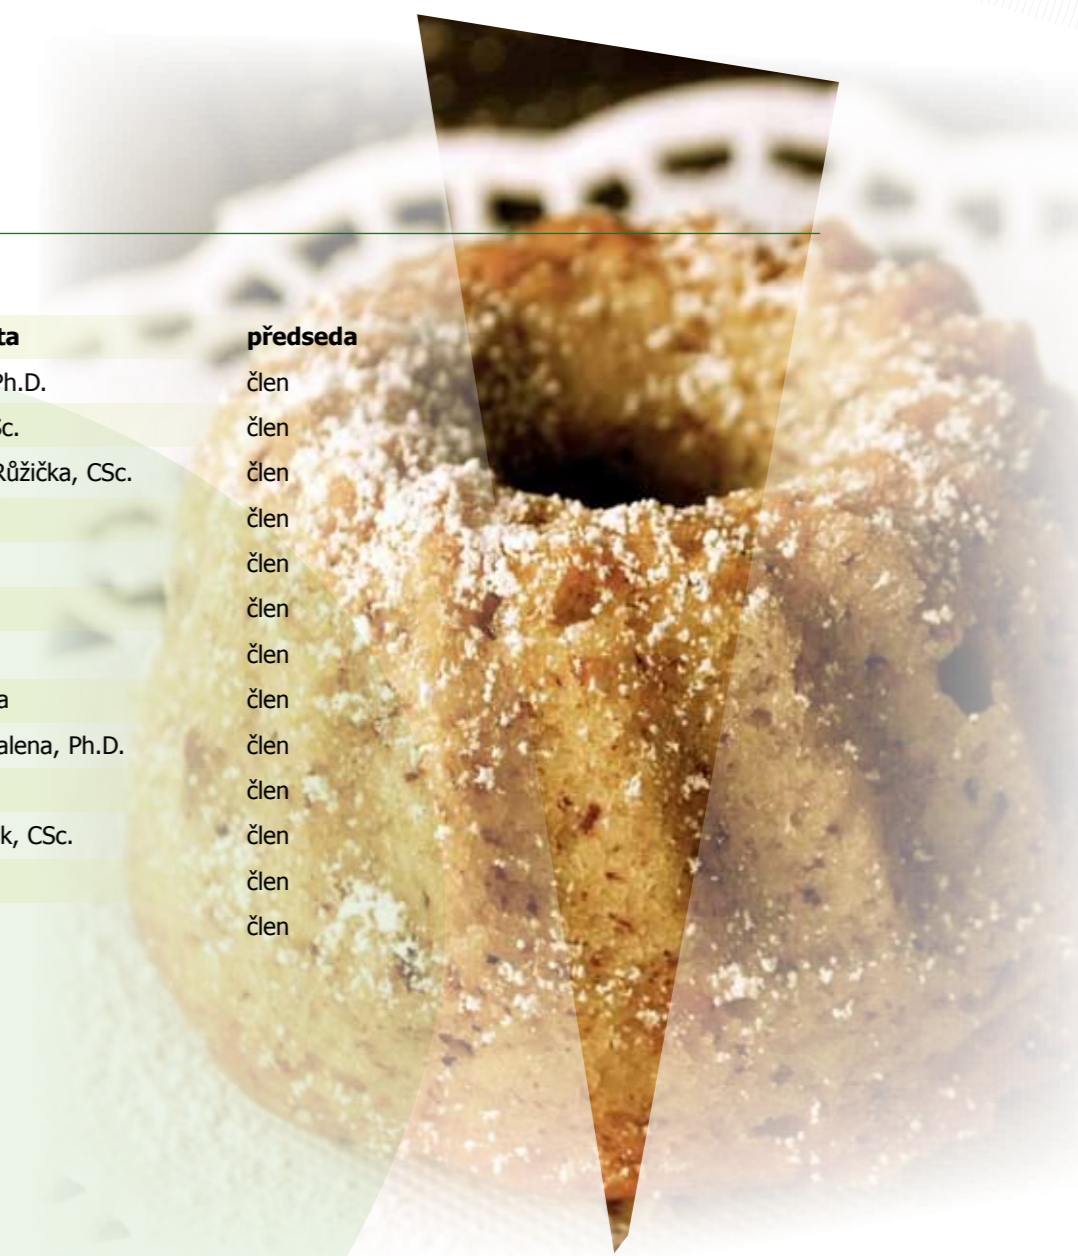 ta předseda
Ph.D. člen
Sc. člen
Růžička, CSc. člen
člen
člen
člen
člen
a člen
alena, Ph.D. člen
člen
k, CSc. člen
člen
člen